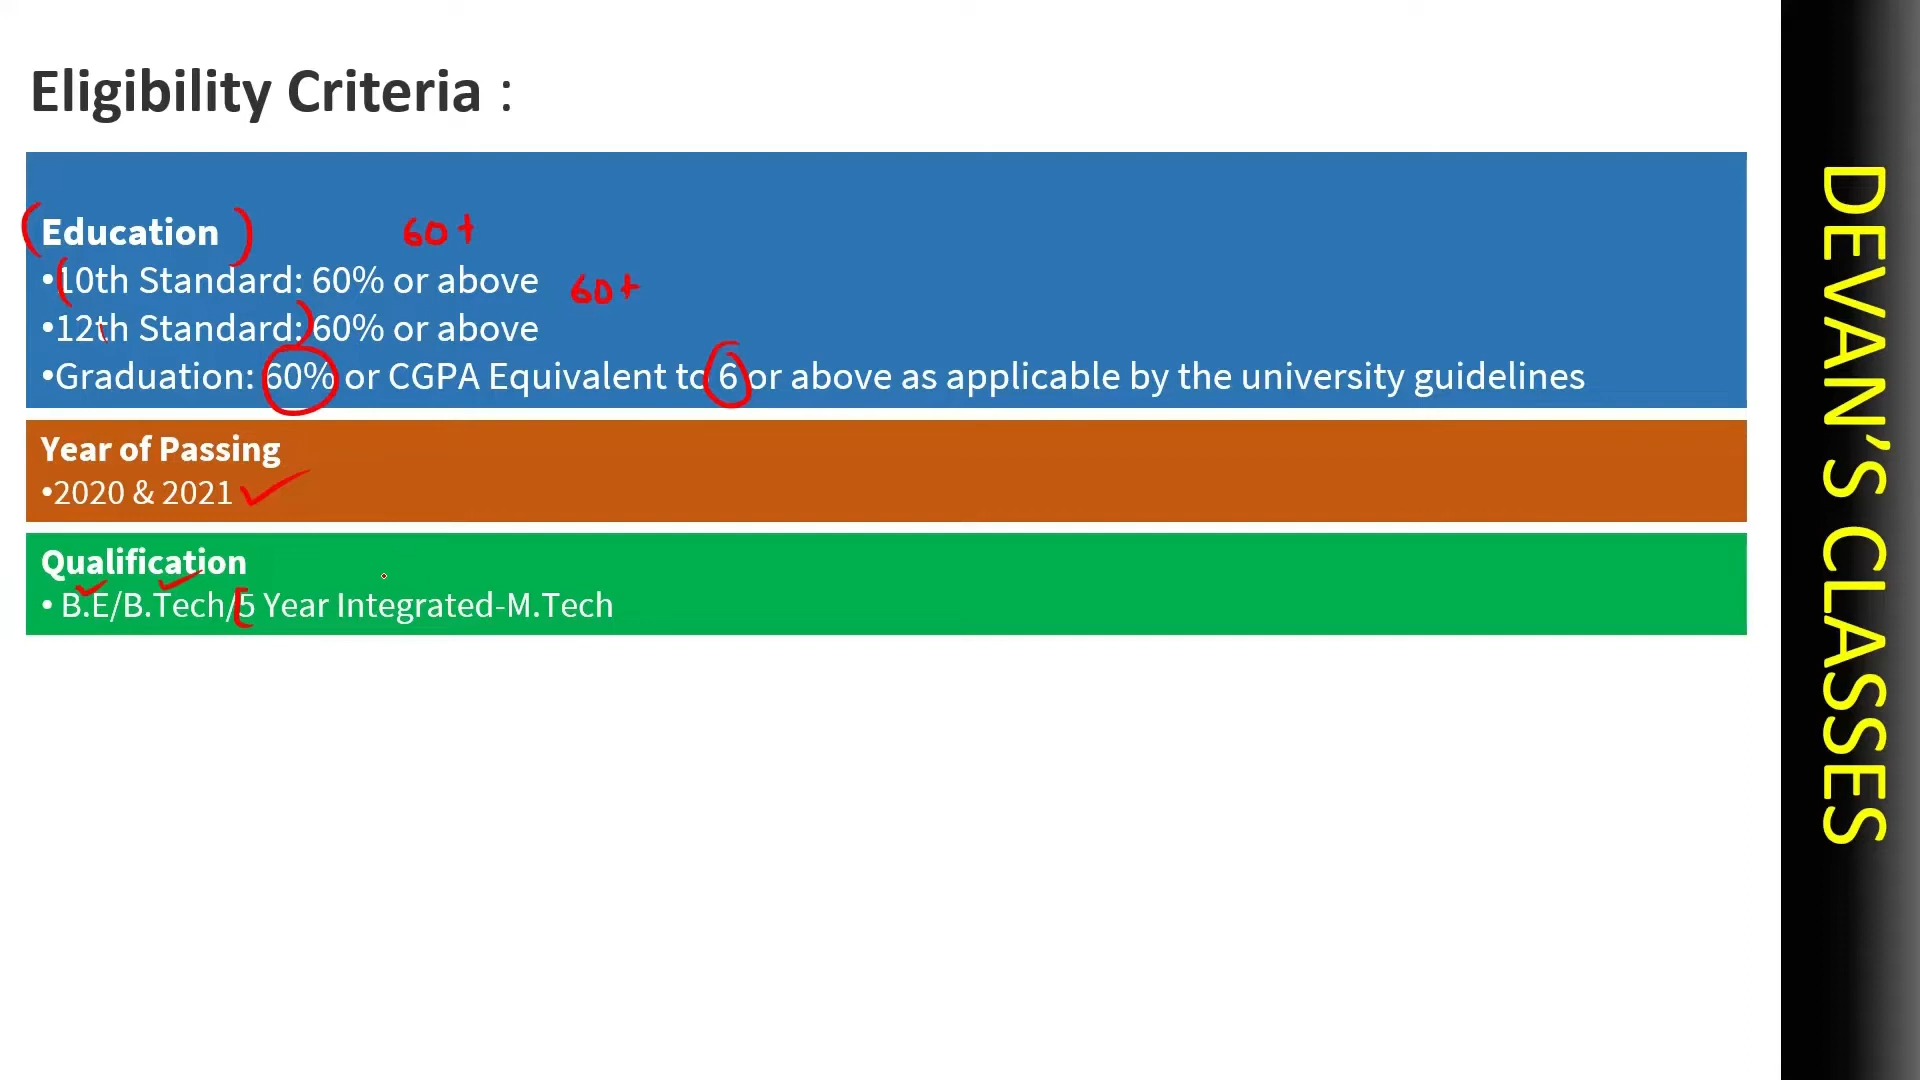 Eligibility Criteria :
Education
60+
•10th Standard: 60% or above
60+
•12th Standard: 60% or above
•Graduation: 60% or CGPA Equivalent to 6 or above as applicable by the university guidelines
Year of Passing
•2020 & 2021
Qualification
• B.E/B.Tech/5 Year Integrated-M.Tech
DEVAN'S CLASSES